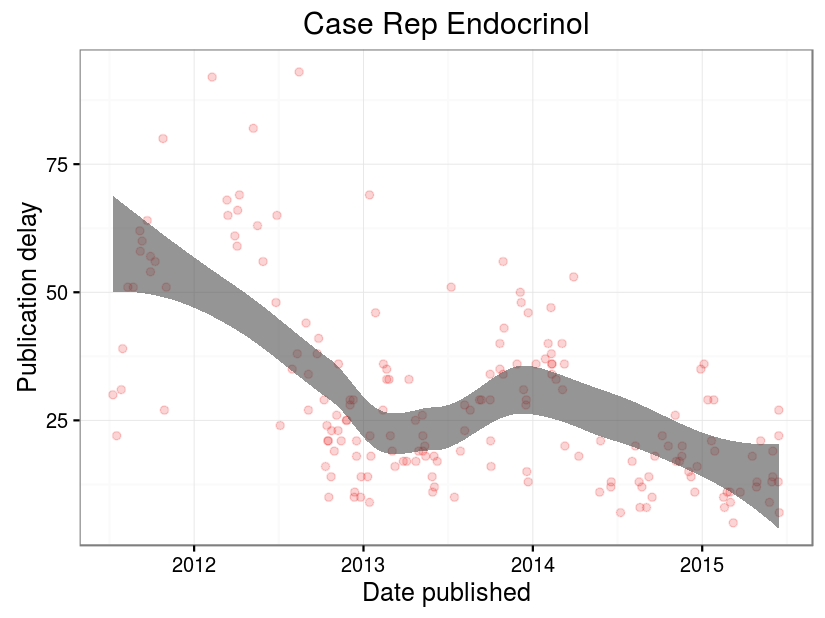 Case Rep Endocrinol
Publication delay
75
50
25
2012 2013 2014 2015
Date published